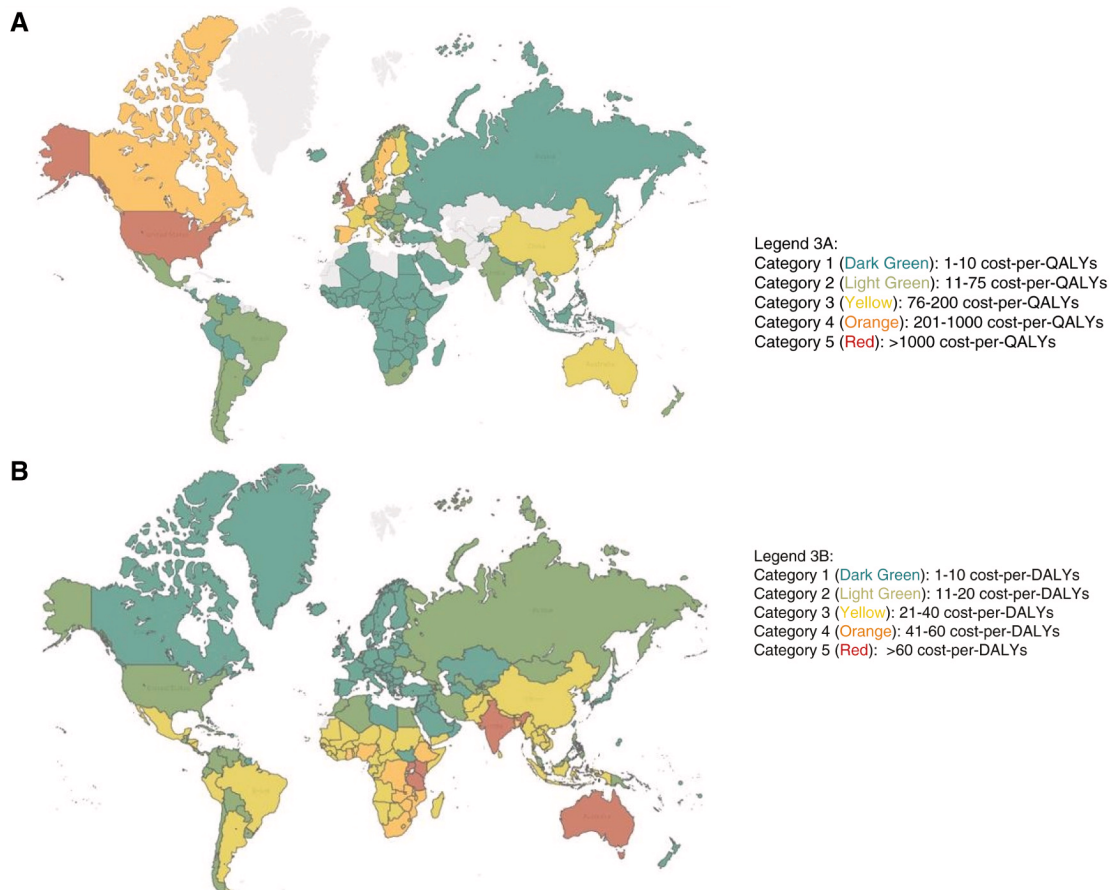 A
Legend 3A:
Category 1 (Dark Green): 1-10 cost-per-QALYs
Category 2 (Light Green): 11-75 cost-per-QALYs
Category 3 (Yellow): 76-200 cost-per-QALYs
Category 4 (Orange): 201-1000 cost-per-QALYs
Category 5 (Red): >1000 cost-per-QALYs
B
Legend 3B:
Category 1 (Dark Green): 1-10 cost-per-DALYs
Category 2 (Light Green): 11-20 cost-per-DALYs
Category 3 (Yellow): 21-40 cost-per-DALYs
Category 4 (Orange): 41-60 cost-per-DALYs
Category 5 (Red): >60 cost-per-DALYs